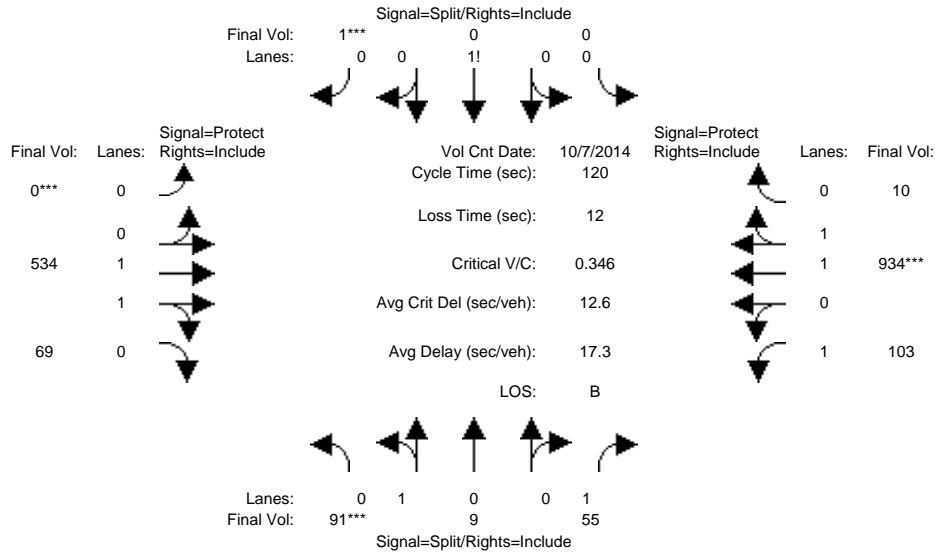 Signal=Split/Rights=Include
Final Vol: 1*** 0 0
Lanes: 0 0 1! 0 0
Signal=Protect Signal=Protect
Final Vol: Lanes: Rights=Include Vol Cnt Date: 10/7/2014 Rights=Include Lanes: Final Vol:
Cycle Time (sec): 120
0*** 0 0 10
Loss Time (sec): 12
0 1
534 1 Critical V/C: 0.346 1 934***
1 Avg Crit Del (sec/veh): 12.6 0
69 0 Avg Delay (sec/veh): 17.3 1 103
LOS: B
Lanes: 0 1 0 0 1
Final Vol: 91*** 9 55
Signal=Split/Rights=Include